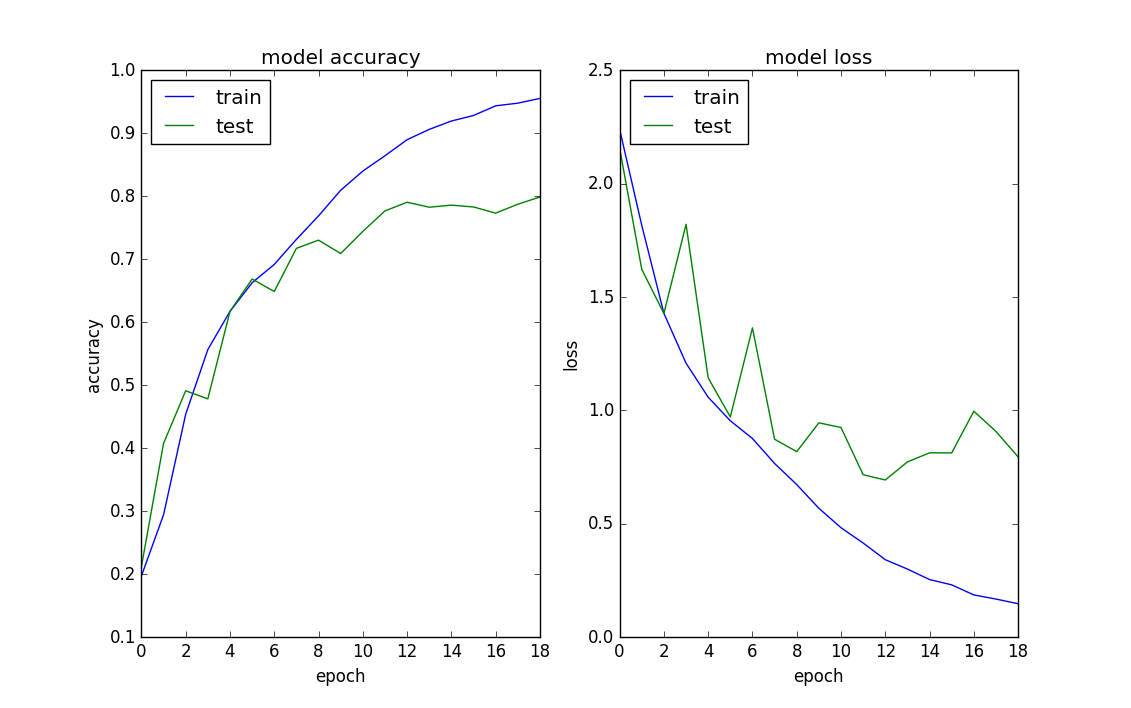 model accuracy
train
test
1.0
0.9
0.8
0.7
0.6
0.5
0.4
0.3
0.2
0.1
accuracy
0 2 4 6 8 10 12 14 16 18
epoch
model loss
train
test
2.5
2.0
1.5
1.0
0.5
0.0
loss
0 2 4 6 8 10 12 14 16 18
epoch